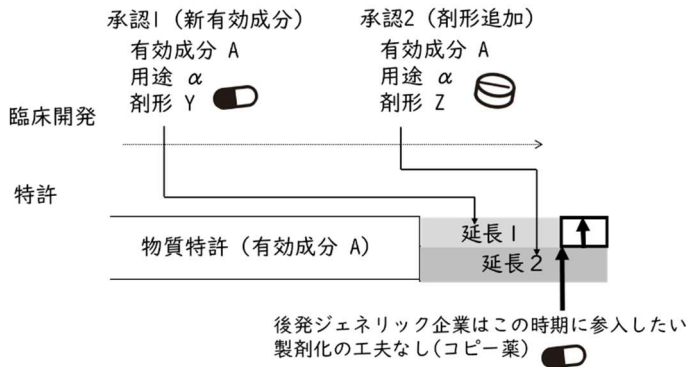 承認1（新有効成分）
有効成分 A
用途 α
剤形 Y
承認2（剤形追加）
有効成分 A
用途 α
剤形 Z
臨床開発
特許
物質特許（有効成分 A）
延長1
延長2
後発ジェネリック企業はこの時期に参入したい
製剤化の工夫なし(コピー薬)